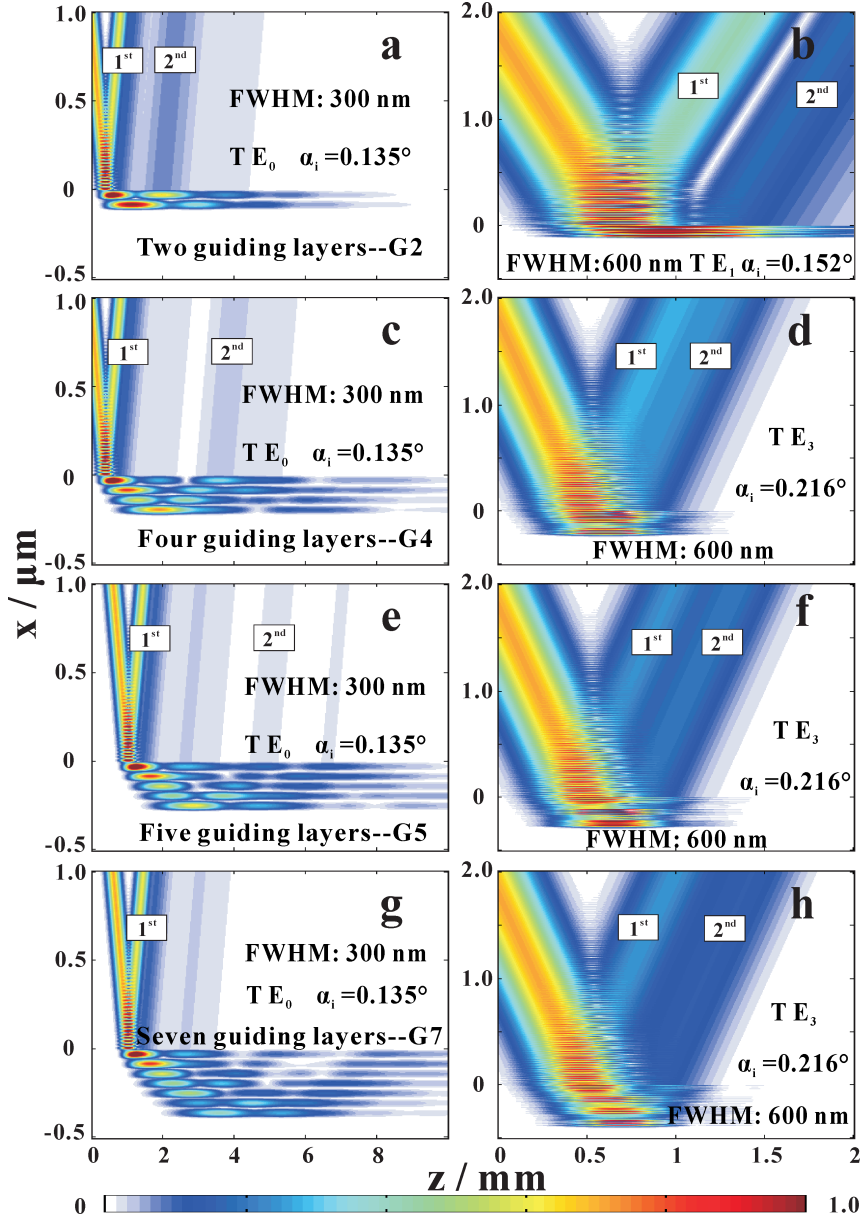 a
1st
2nd
FWHM: 300 nm
TE0 αi=0.135°
Two guiding layers--G2
1.0
0.5
0
-0.5
b
1st
2nd
FWHM:600 nm TE1 αi=0.152°
2.0
1.0
0
c
1st
2nd
FWHM: 300 nm
TE0 αi=0.135°
Four guiding layers--G4
1.0
0.5
0
-0.5
d
1st
2nd
TE3
αi=0.216°
FWHM: 600 nm
2.0
1.0
0
x / μm
e
1st
2nd
FWHM: 300 nm
TE0 αi=0.135°
Five guiding layers--G5
1.0
0.5
0
-0.5
f
1st
2nd
TE3
αi=0.216°
FWHM: 600 nm
2.0
1.0
0
g
1st
FWHM: 300 nm
TE0 αi=0.135°
Seven guiding layers--G7
1.0
0.5
0
-0.5
0 2 4 6 8
h
1st
2nd
TE3
αi=0.216°
FWHM: 600 nm
2.0
1.0
0
0 0.5 1 1.5 2
z / mm
0 1.0